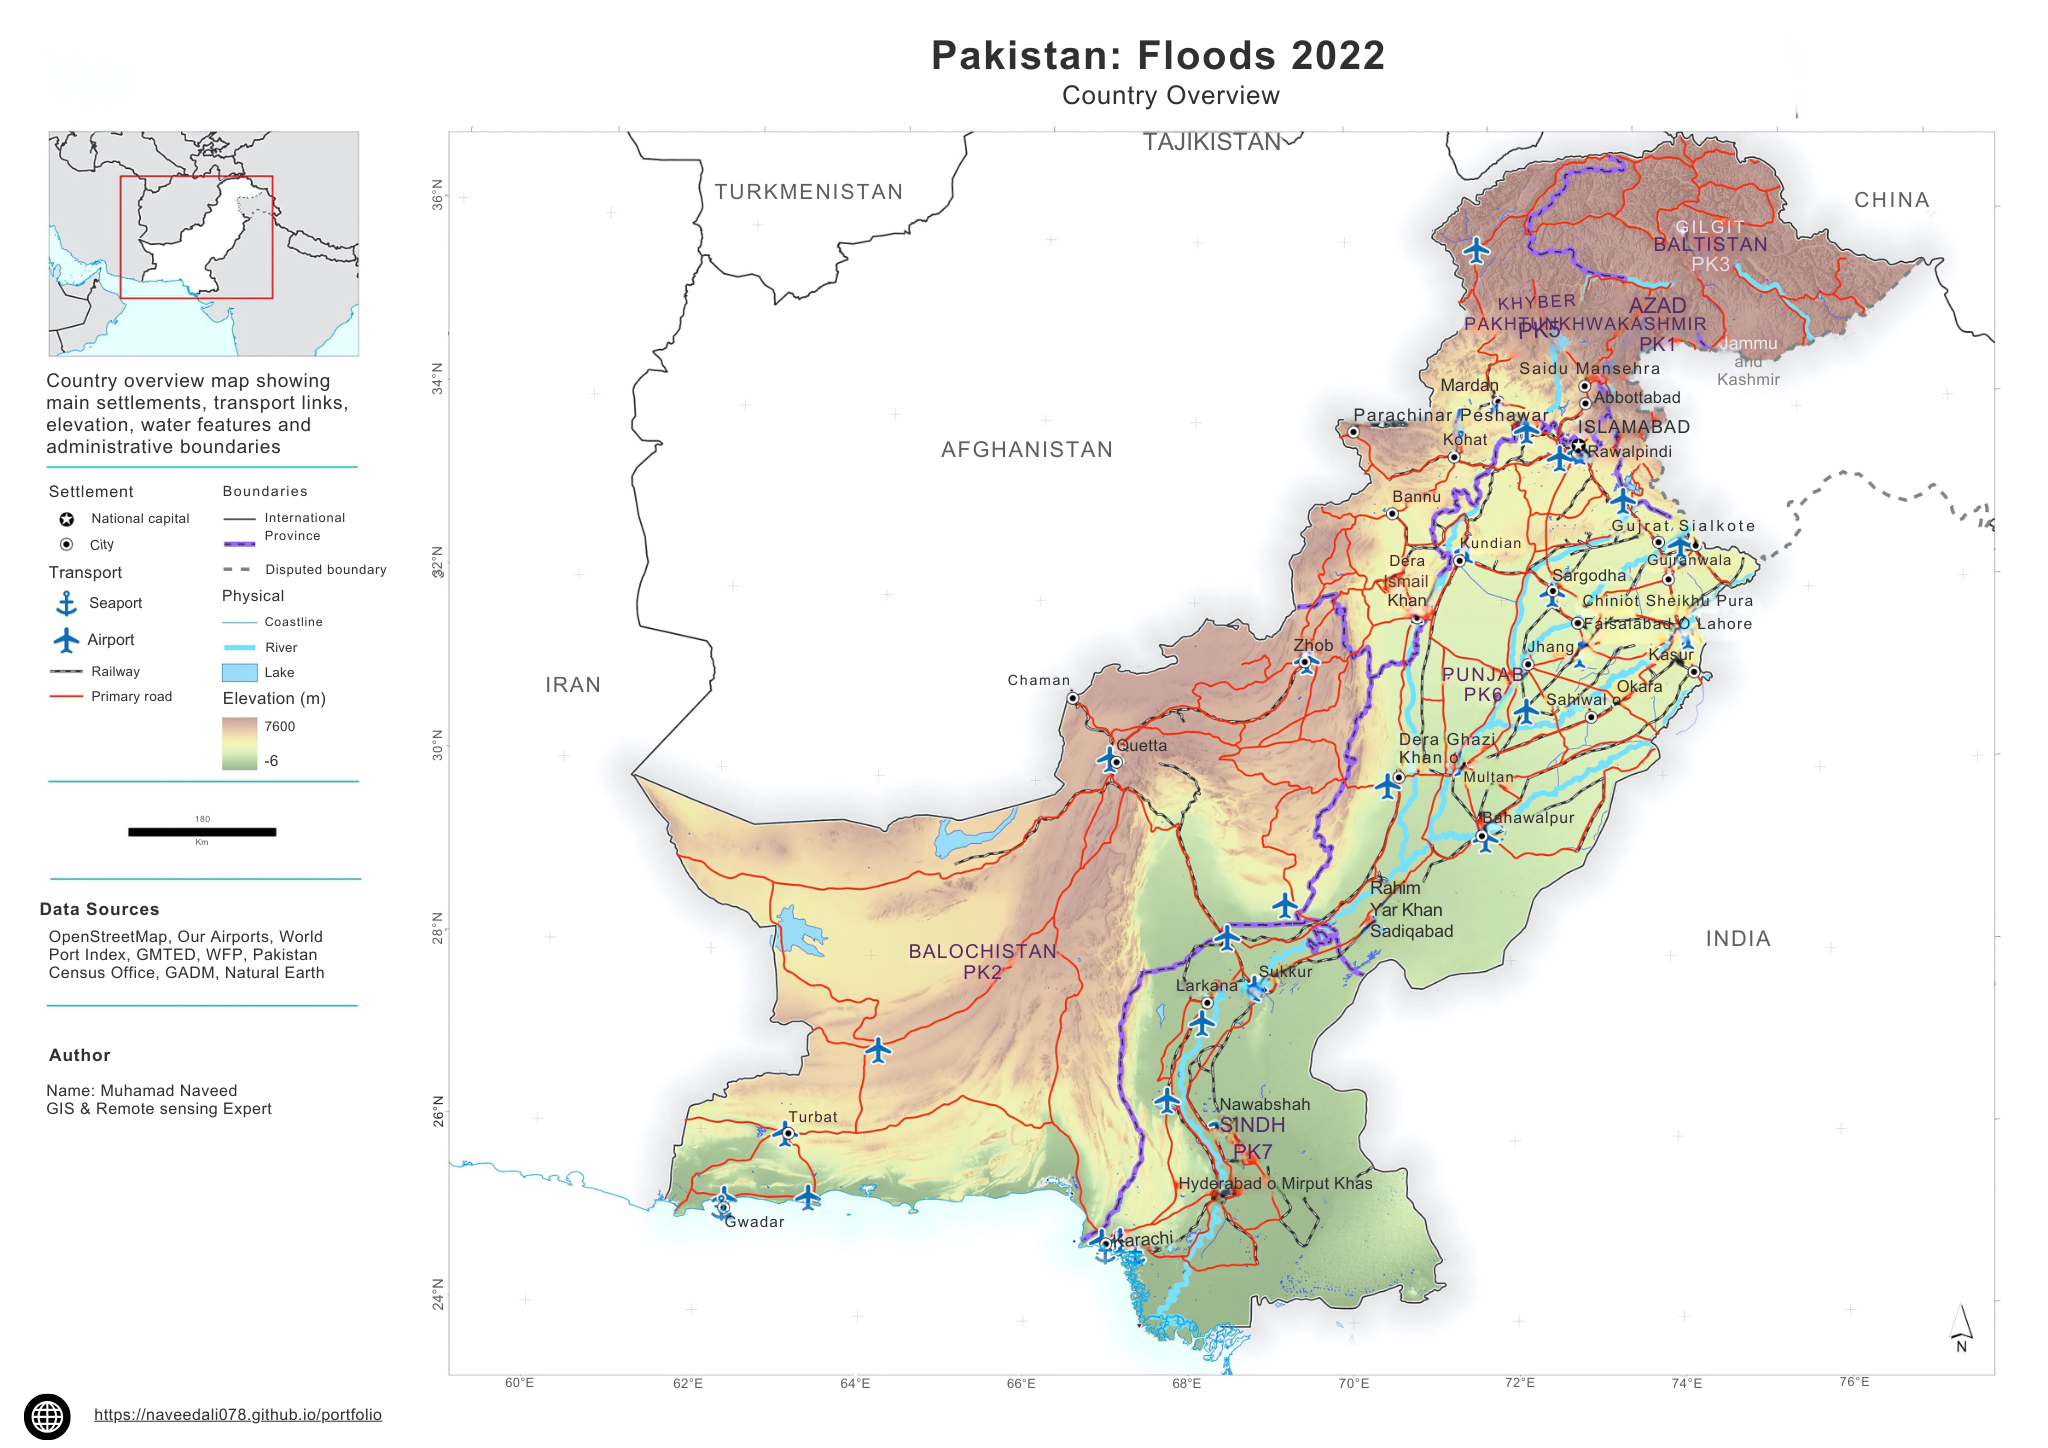 Pakistan: Floods 2022
Country Overview
Country overview map showing
main settlements, transport links,
elevation, water features and
administrative boundaries
Settlement
National capital
City
Transport
Seaport
Airport
Railway
Primary road
Boundaries
International
Province
Disputed boundary
Physical
Coastline
River
Lake
Elevation (m)
7600
-6
180
Km
Data Sources
OpenStreetMap, Our Airports, World
Port Index, GMTED, WFP, Pakistan
Census Office, GADM, Natural Earth
Author
Name: Muhamad Naveed
GIS & Remote sensing Expert
https://naveedali078.github.io/portfolio
TAJIKISTAN
TURKMENISTAN
CHINA
AFGHANISTAN
IRAN
INDIA
GILGIT
BALTISTAN
PK3
KHYBER
PAKHTUNKHWA
PK5
AZAD
KASHMIR
PK1
Jammu
and
Kashmir
Saidu Mansehra
Mardan
Abbottabad
Parachinar Peshawar
ISLAMABAD
Kohat
Rawalpindi
Bannu
Gujrat Sialkote
Kundian
Gujranwala
Dera
Ismail
Khan
Sargodha
Chiniot Sheikhu Pura
Faisalabad O Lahore
Zhob
Jhang
Kasur
Chaman
PUNJAB
PK6
Okara
Sahiwal o
Quetta
Dera Ghazi
Khan o
Multan
Bahawalpur
Rahim
Yar Khan
Sadiqabad
BALOCHISTAN
PK2
Sukkur
Larkana
Nawabshah
SINDH
PK7
Turbat
Hyderabad o Mirput Khas
Gwadar
Karachi
N
36°N
34°N
32°N
30°N
28°N
26°N
24°N
60°E
62°E
64°E
66°E
68°E
70°E
72°E
74°E
76°E